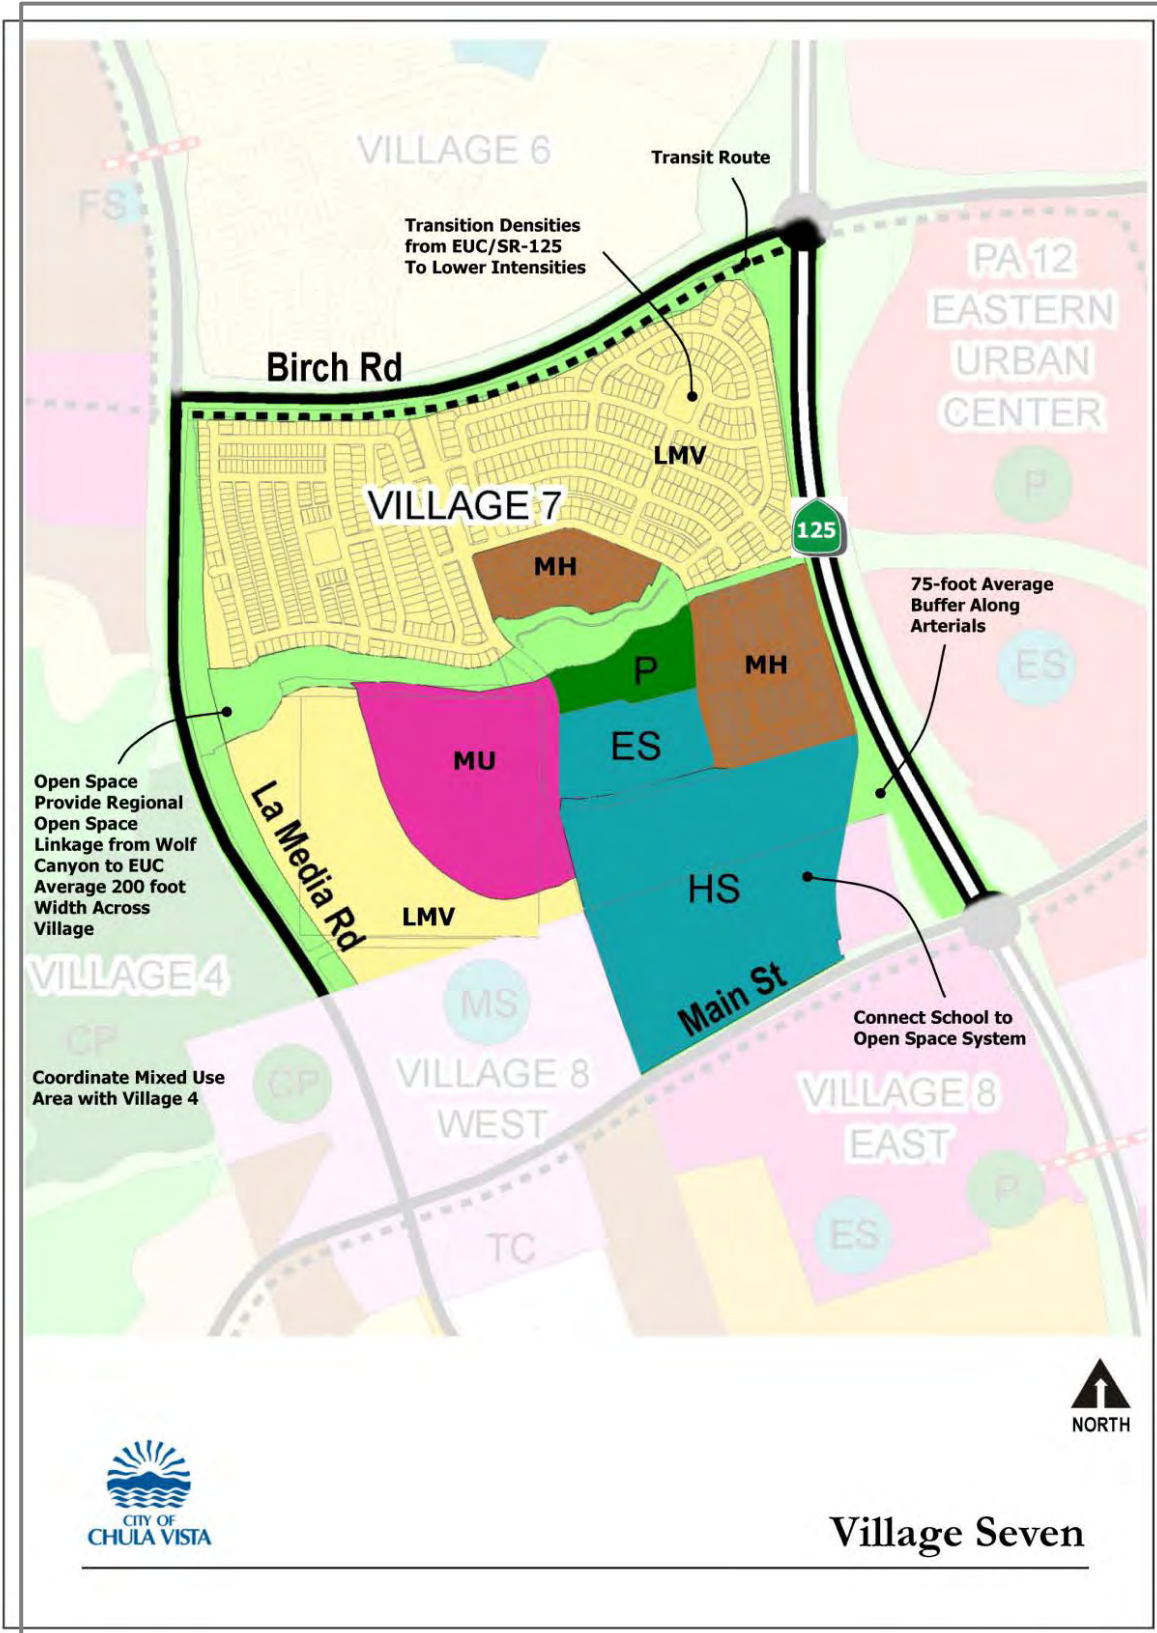 VILLAGE 6
Transit Route
FS
Transition Densities
from EUC/SR-125
To Lower Intensities
PA 12
EASTERN
URBAN
CENTER
Birch Rd
LMV
P
VILLAGE 7
125
MH
75-foot Average
Buffer Along
Arterials
P
MH
ES
ES
MU
Open Space
Provide Regional
Open Space
Linkage from Wolf
Canyon to EUC
Average 200 foot
Width Across
Village
La Media Rd
HS
LMV
VILLAGE 4
MS
Main St
CP
Connect School to
Open Space System
Coordinate Mixed Use
Area with Village 4
CP
VILLAGE 8
WEST
VILLAGE 8
EAST
P
ES
TC
NORTH
CITY OF
CHULA VISTA
Village Seven